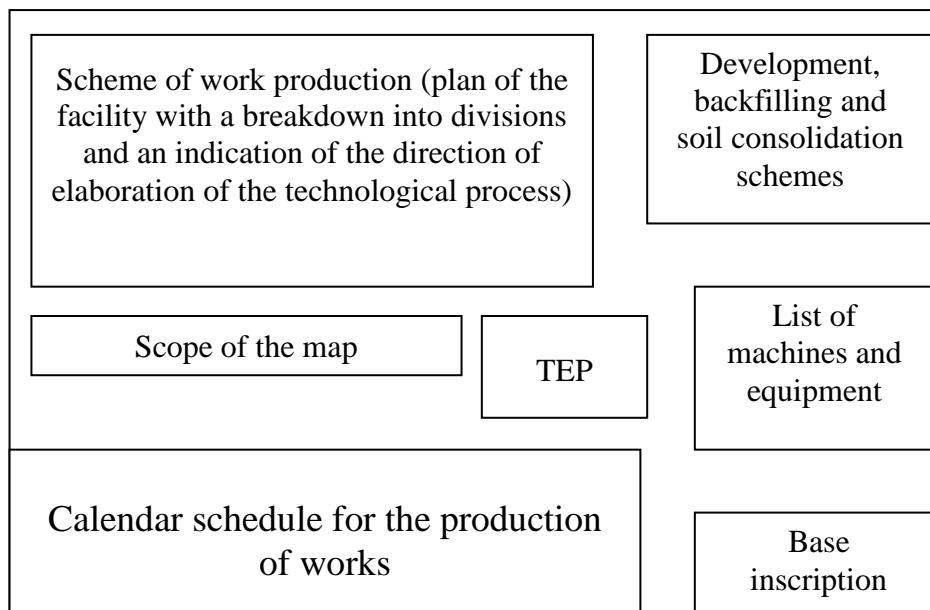 Scheme of work production (plan of the
facility with a breakdown into divisions
and an indication of the direction of
elaboration of the technological process)
Development,
backfilling and
soil consolidation
schemes
Scope of the map
TEP
List of
machines and
equipment
Calendar schedule for the production
of works
Base
inscription